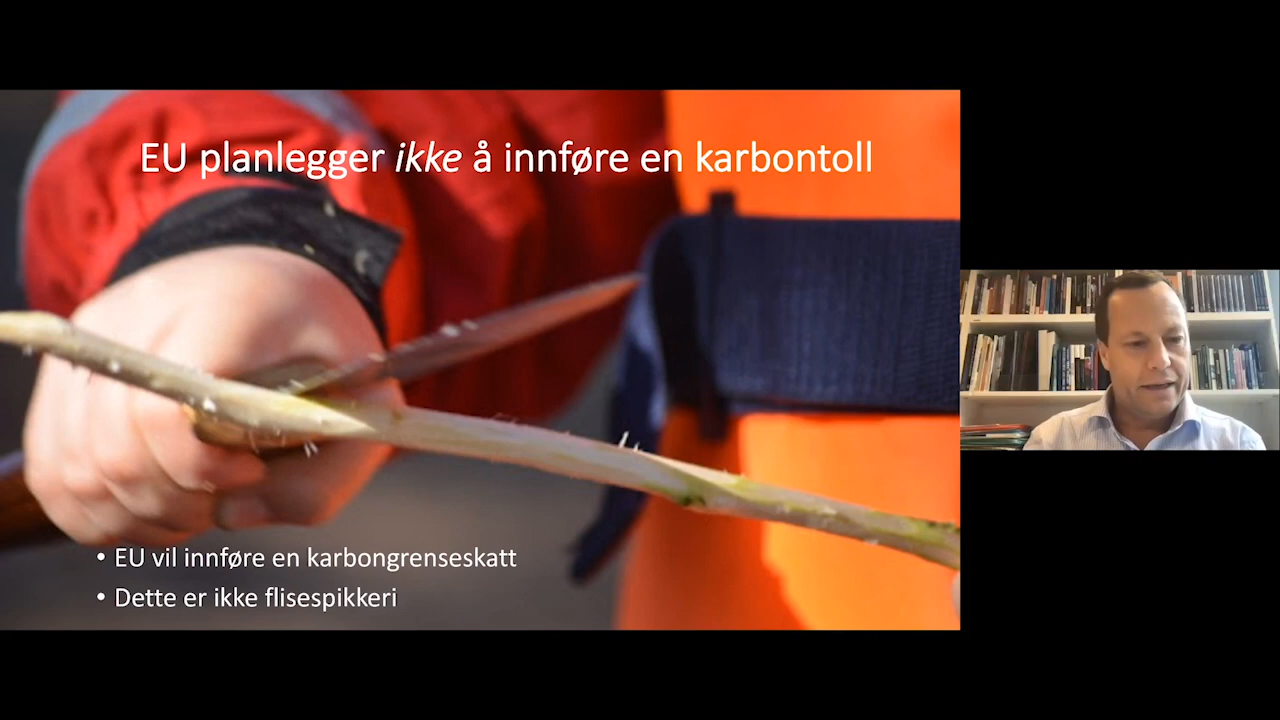 EU planlegger ikke å innføre en karbontoll
• EU vil innføre en karbongrenseskatt
• Dette er ikke flisespikkeri